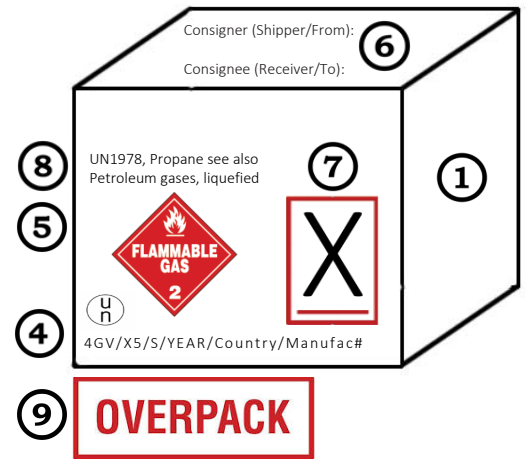 Consigner (Shipper/From):
6
Consignee (Receiver/To):
8
UN1978, Propane see also
Petroleum gases, liquefied
7
1
5
FLAMMABLE
GAS
2
X
u
n
4
4GV/X5/S/YEAR/Country/Manufac#
9
OVERPACK